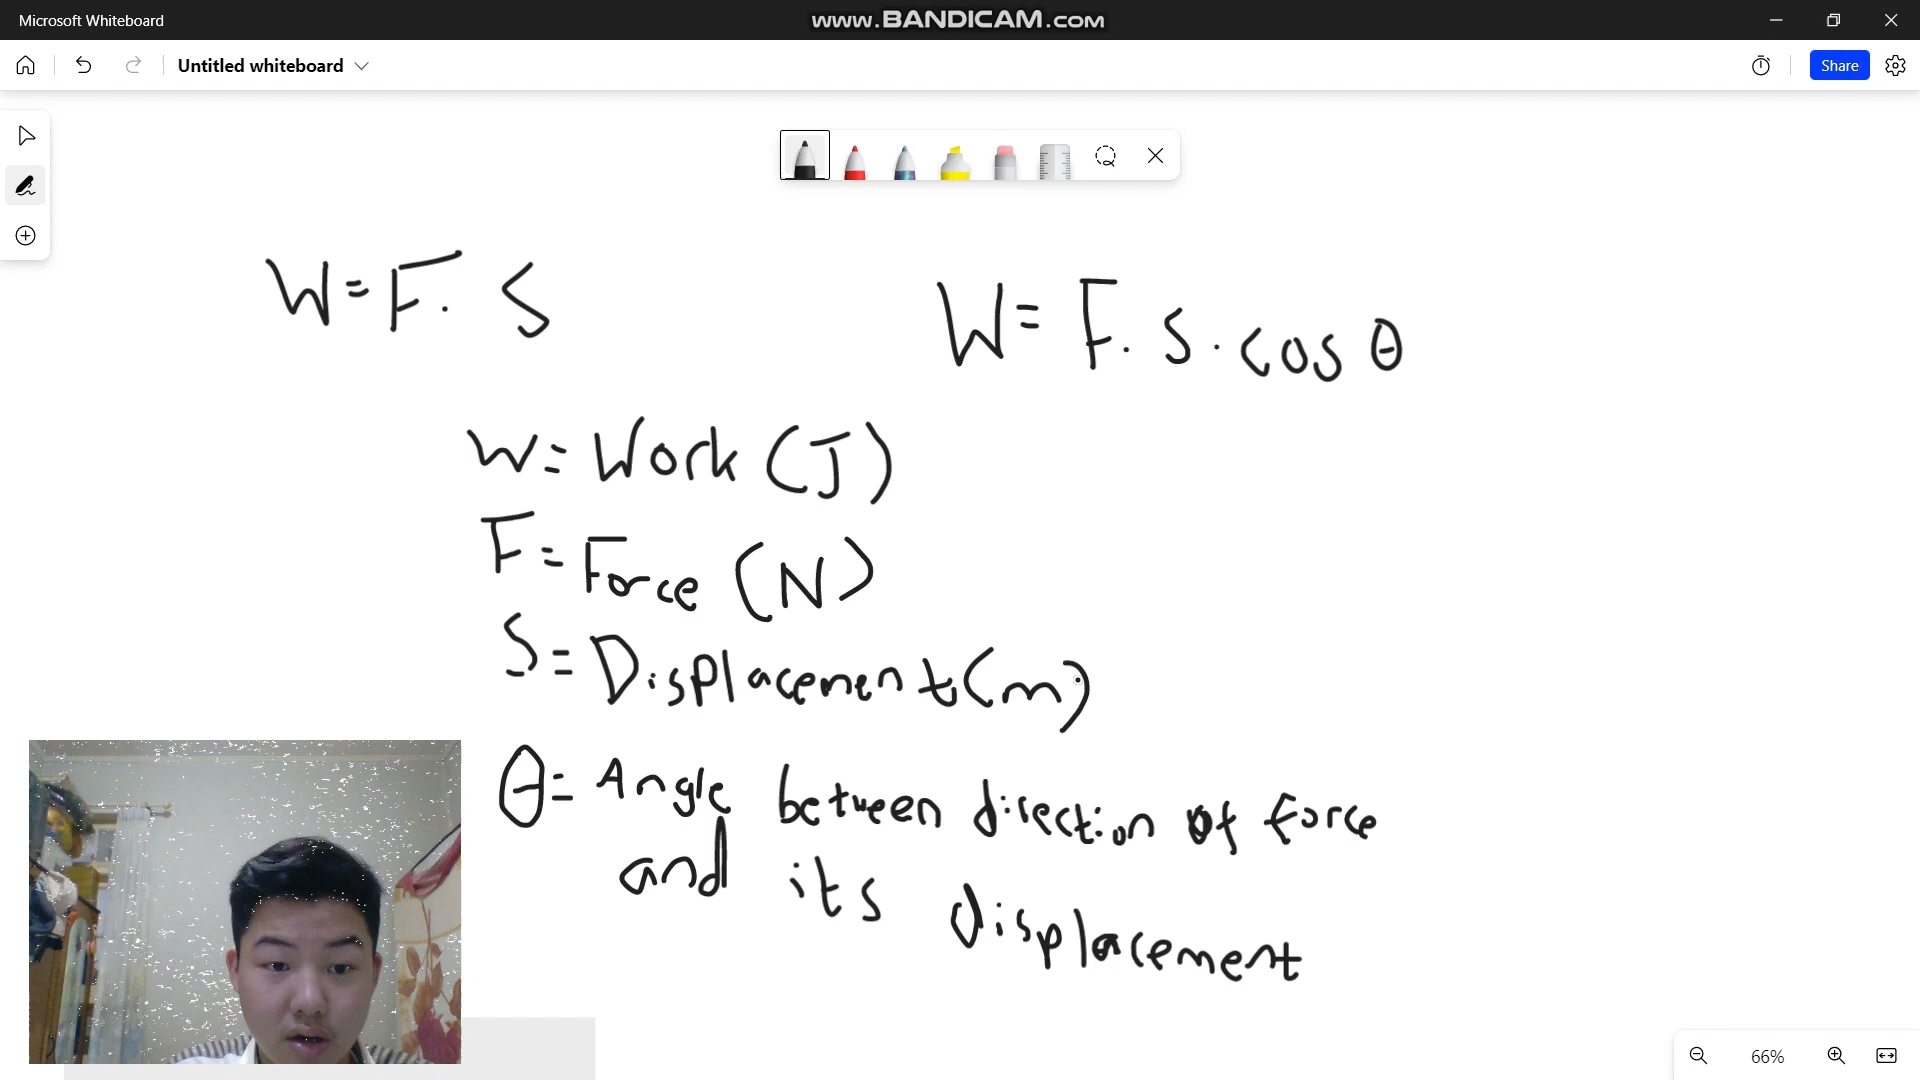 Microsoft Whiteboard
www.BANDICAM.com
Untitled whiteboard
Share
W = F. S
W = F. S. cos θ
W = Work (J)
F = Force (N)
S = Displacement (m)
θ = Angle between direction of force
and its displacement
66%